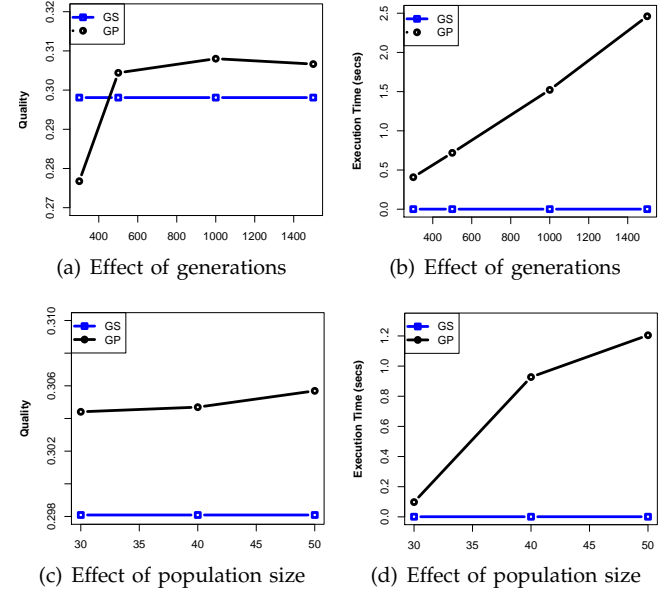 GS
GP
Quality
0.27 0.28 0.29 0.30 0.31 0.32
400 600 800 1000 1200 1400
(a) Effect of generations
GS
GP
Execution Time (secs)
0.0 0.5 1.0 1.5 2.0 2.5
400 600 800 1000 1200 1400
(b) Effect of generations
GS
GP
Quality
0.298 0.302 0.306 0.310
30 35 40 45 50
(c) Effect of population size
GS
GP
Execution Time (secs)
0.0 0.2 0.4 0.6 0.8 1.0 1.2
30 35 40 45 50
(d) Effect of population size